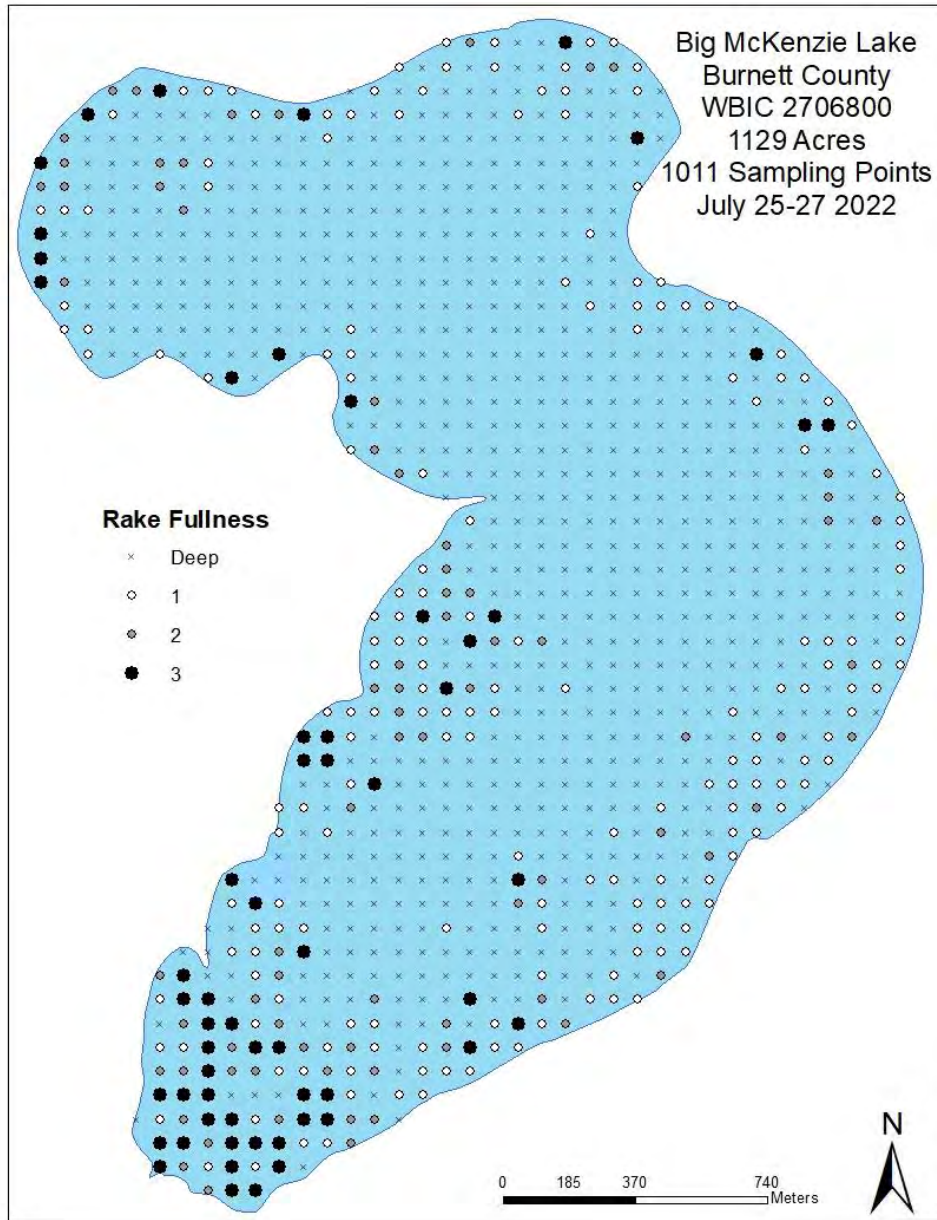 Big McKenzie Lake
Burnett County
WBIC 2706800
1129 Acres
1011 Sampling Points
July 25-27 2022
Rake Fullness
Deep
1
2
3
N
0 185 370 740
Meters